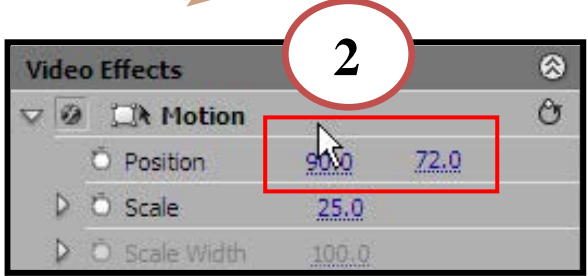 2
Video Effects
Motion
Position 90.0 72.0
Scale 25.0
Scale Width 100.0